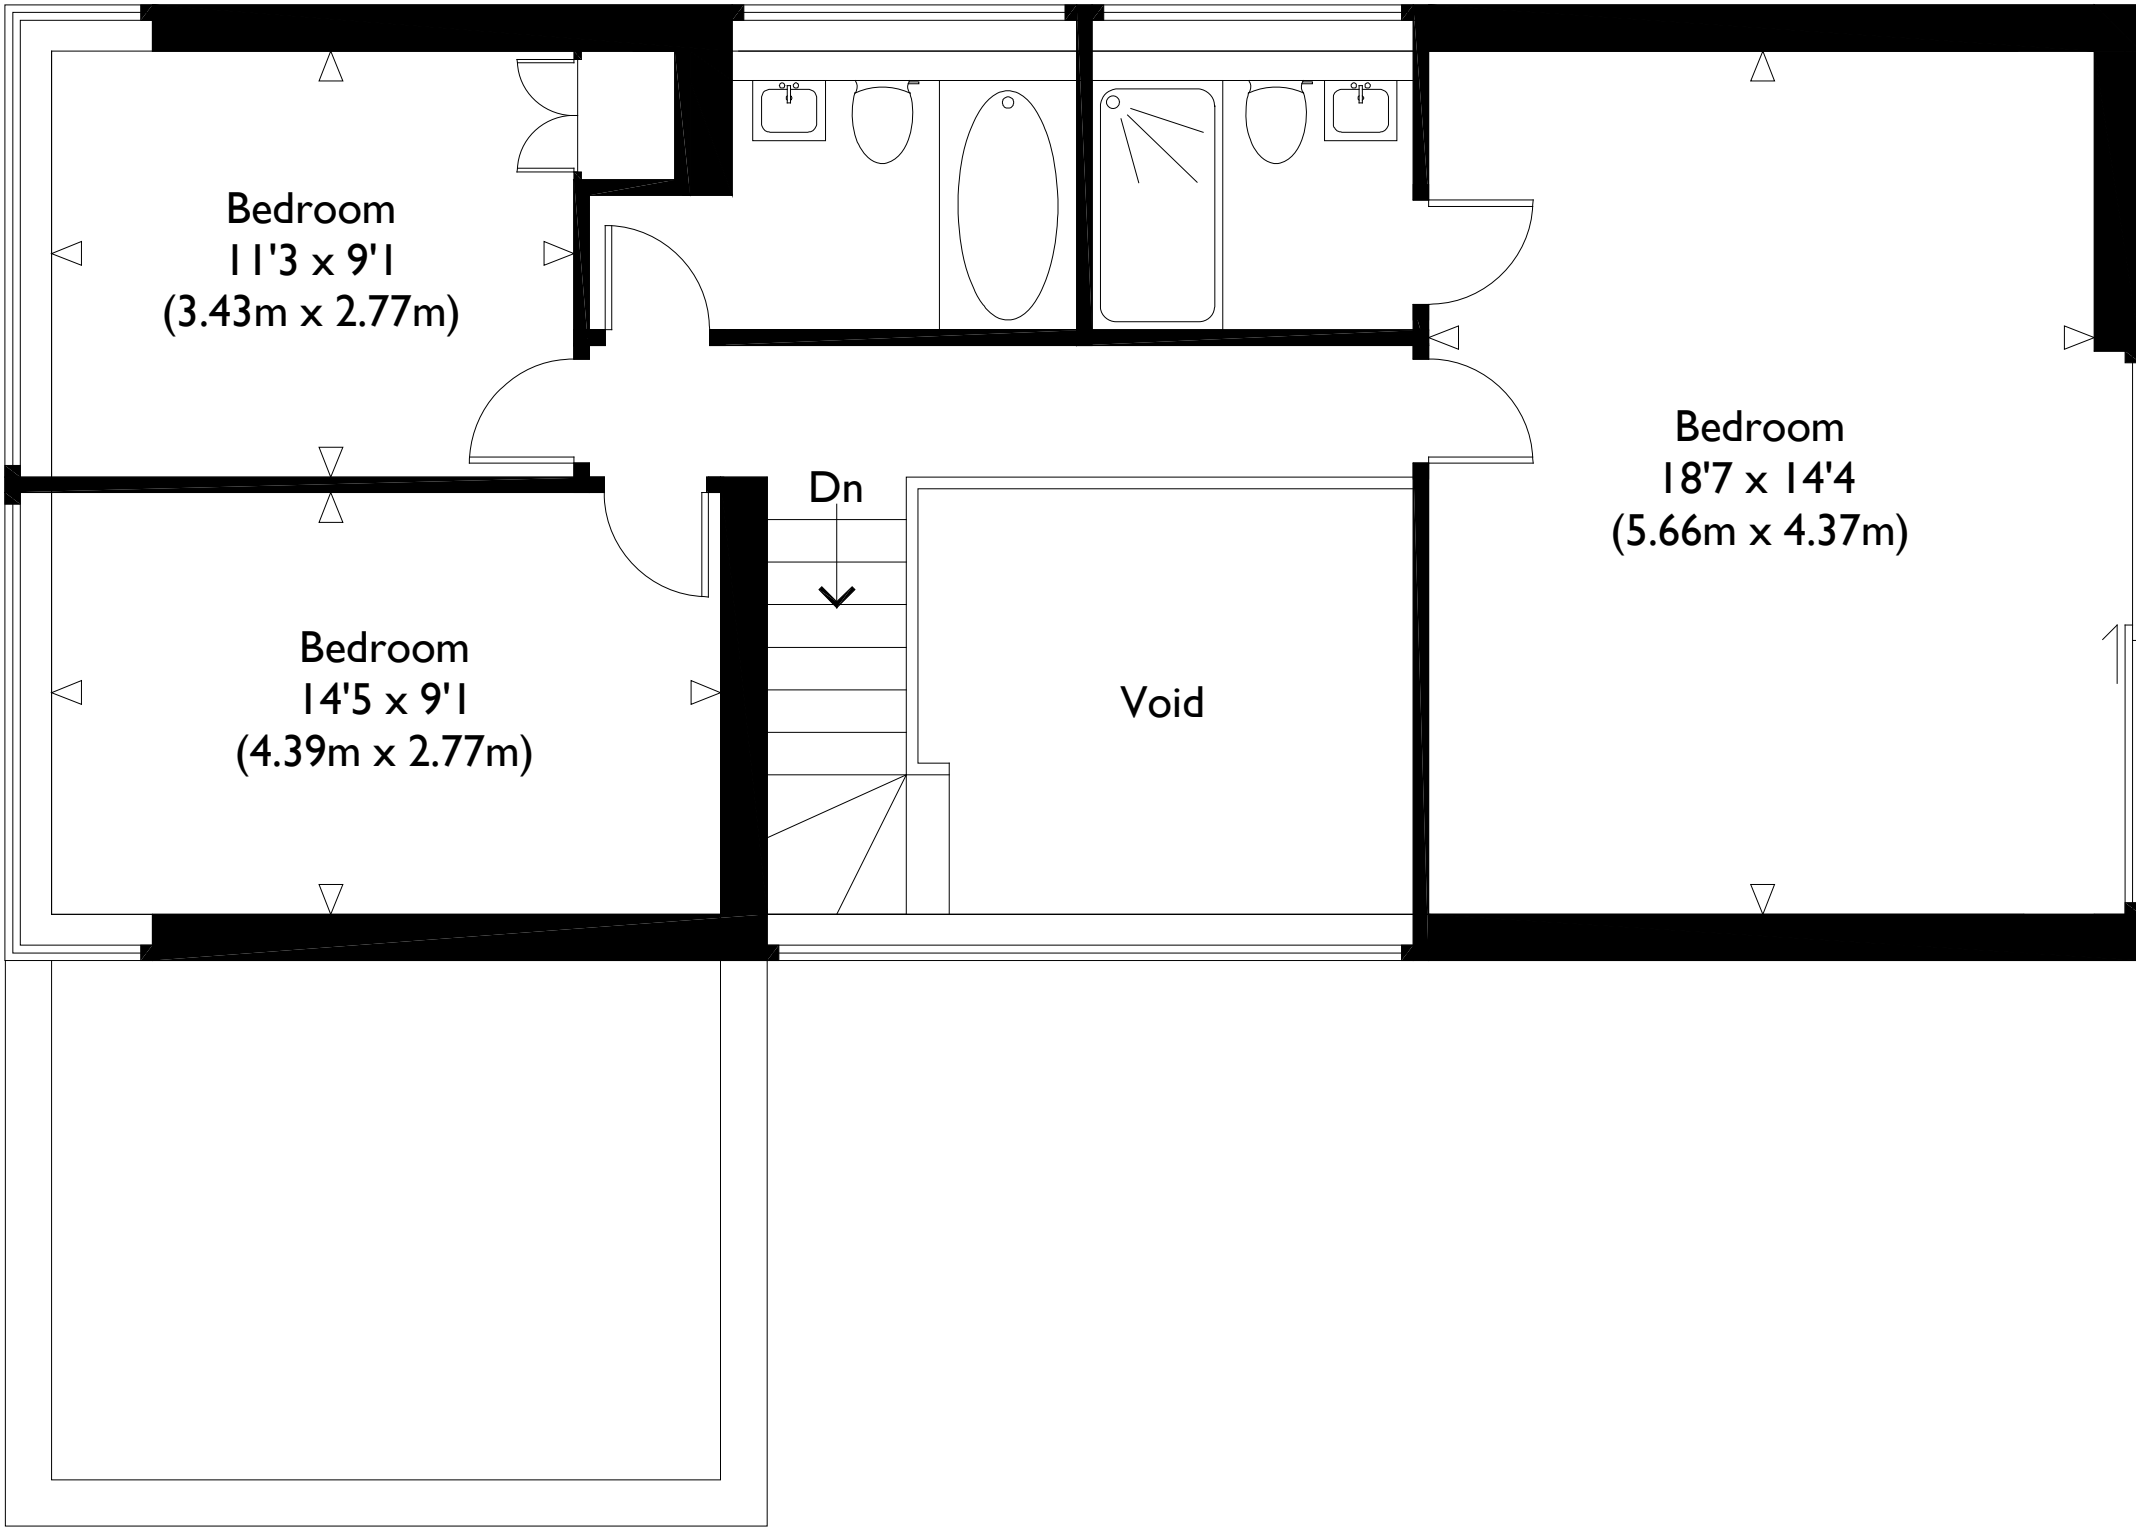 Bedroom
11'3 x 9'1
(3.43m x 2.77m)
Bedroom
18'7 x 14'4
(5.66m x 4.37m)
Dn
Bedroom
14'5 x 9'1
(4.39m x 2.77m)
Void